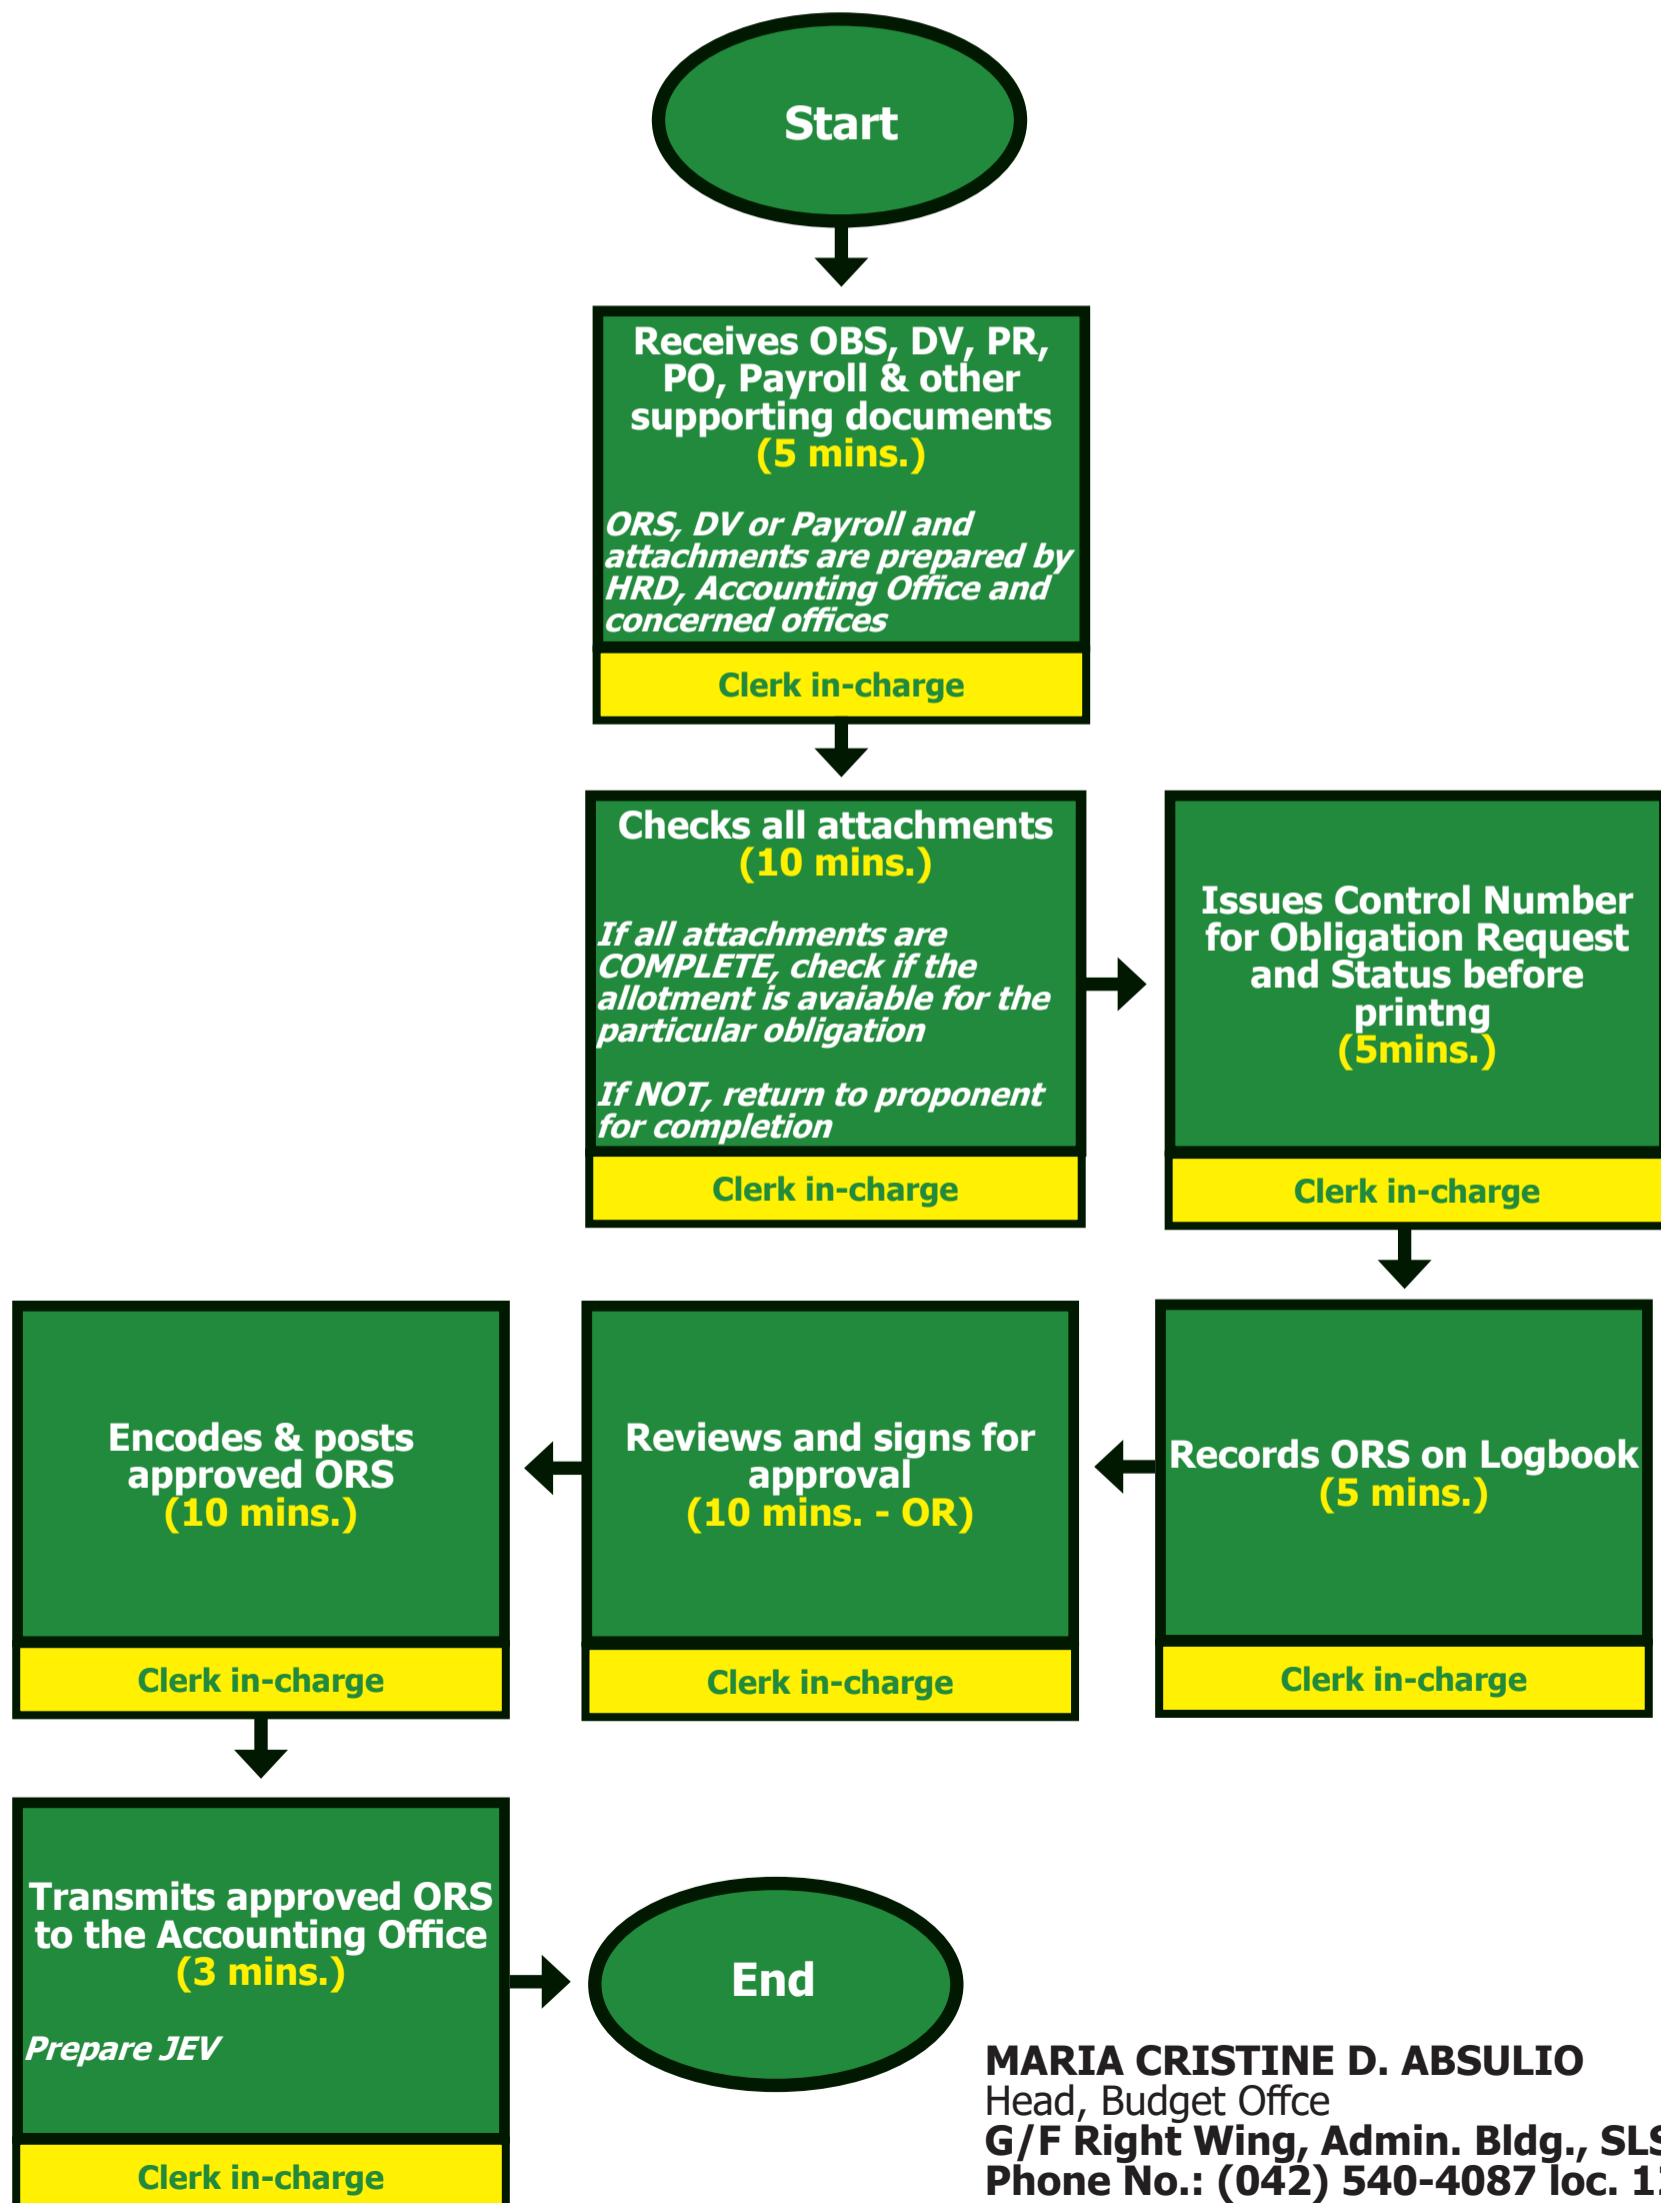 Start
Receives OBS, DV, PR,
PO, Payroll & other
supporting documents
(5 mins.)
ORS, DV or Payroll and
attachments are prepared by
HRD, Accounting Office and
concerned offices
Clerk in-charge
Checks all attachments
(10 mins.)
If all attachments are
COMPLETE, check if the
allotment is avaiable for the
particular obligation
If NOT, return to proponent
for completion
Clerk in-charge
Issues Control Number
for Obligation Request
and Status before
printng
(5mins.)
Clerk in-charge
Records ORS on Logbook
(5 mins.)
Clerk in-charge
Reviews and signs for
approval
(10 mins. - OR)
Clerk in-charge
Encodes & posts
approved ORS
(10 mins.)
Clerk in-charge
Transmits approved ORS
to the Accounting Office
(3 mins.)
Prepare JEV
Clerk in-charge
End
MARIA CRISTINE D. ABSULIO
Head, Budget Offce
G/F Right Wing, Admin. Bldg.,
Phone No.: (042) 540-4087 loc.